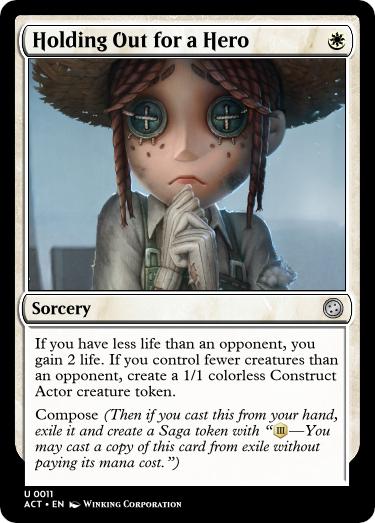 Holding Out for a Hero
Sorcery
If you have less life than an opponent, you
gain 2 life. If you control fewer creatures than
an opponent, create a 1/1 colorless Construct
Actor creature token.
Compose (Then if you cast this from your hand,
exile it and create a Saga token with “III—You
may cast a copy of this card from exile without
paying its mana cost.”)
U 0011
ACT • EN Winking Corporation